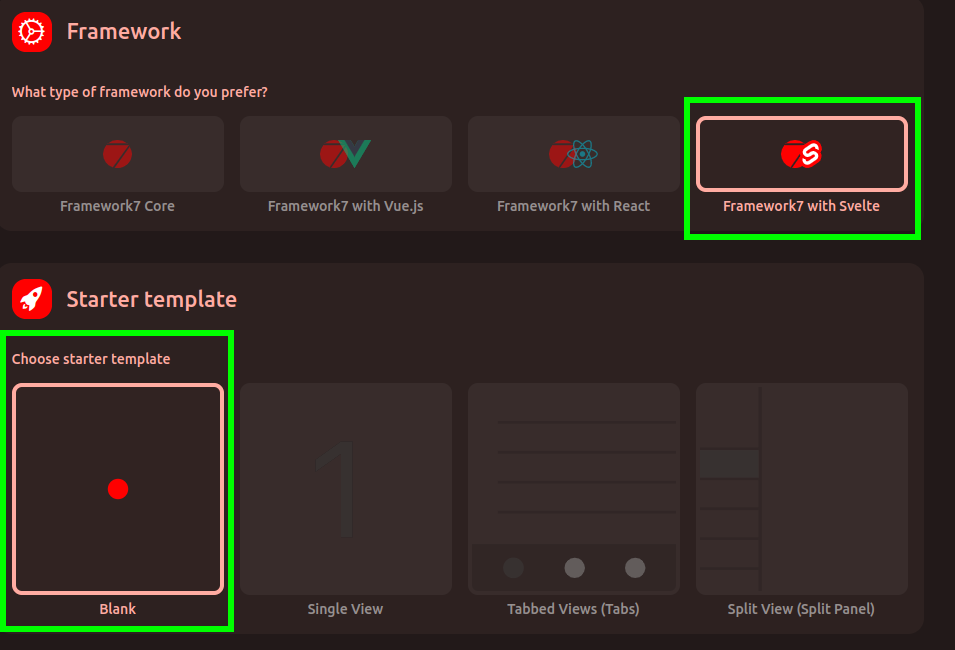 Framework
What type of framework do you prefer?
Framework7 Core
Framework7 with Vue.js
Framework7 with React
Framework7 with Svelte
Starter template
Choose starter template
1
Blank
Single View
Tabbed Views (Tabs)
Split View (Split Panel)